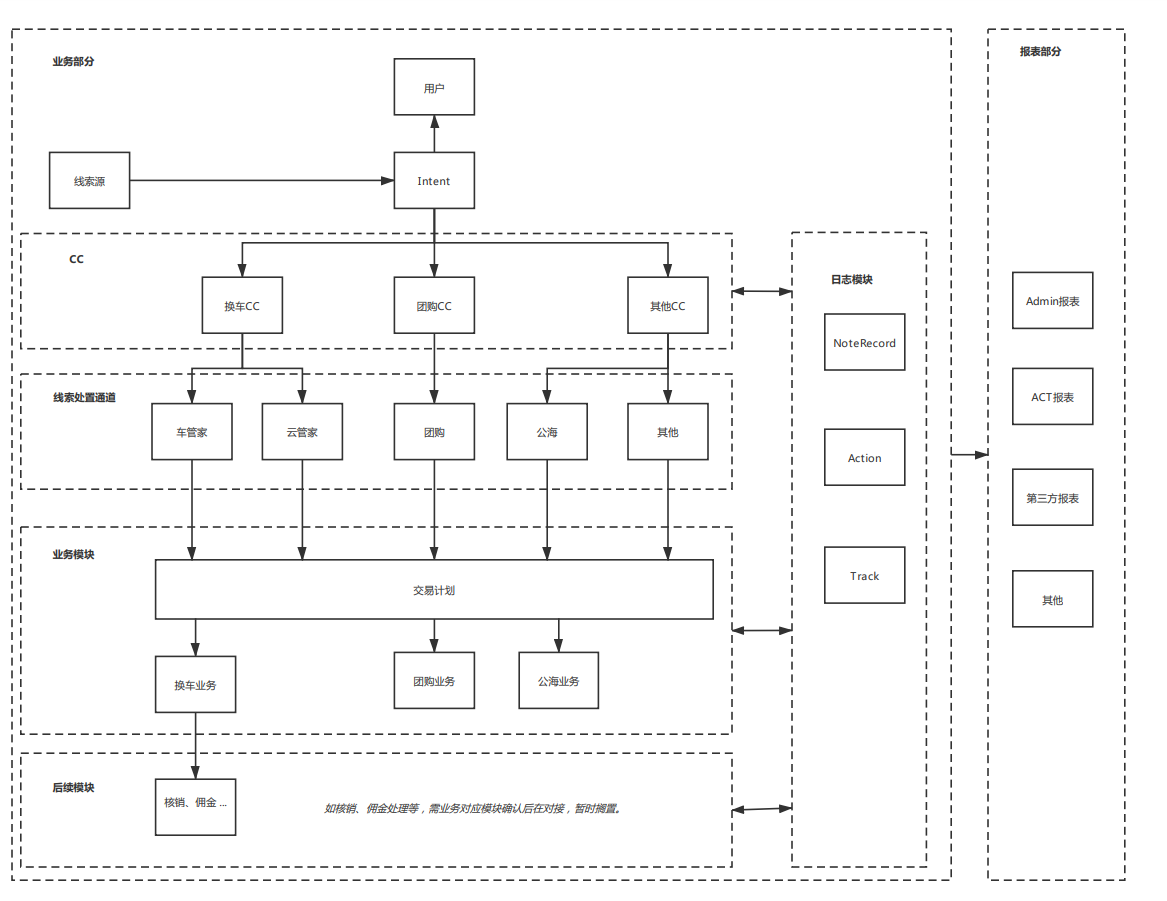 业务部分
报表部分
用户
线索源
Intent
CC
换车CC
团购CC
其他CC
日志模块
NoteRecord
Action
Track
线索处置通道
车管家
云管家
团购
公海
其他
业务模块
交易计划
换车业务
团购业务
公海业务
后续模块
核销、佣金 ...
如核销、佣金处理等，需业务对应模块确认后在对接，暂时搁置。
Admin报表
ACT报表
第三方报表
其他